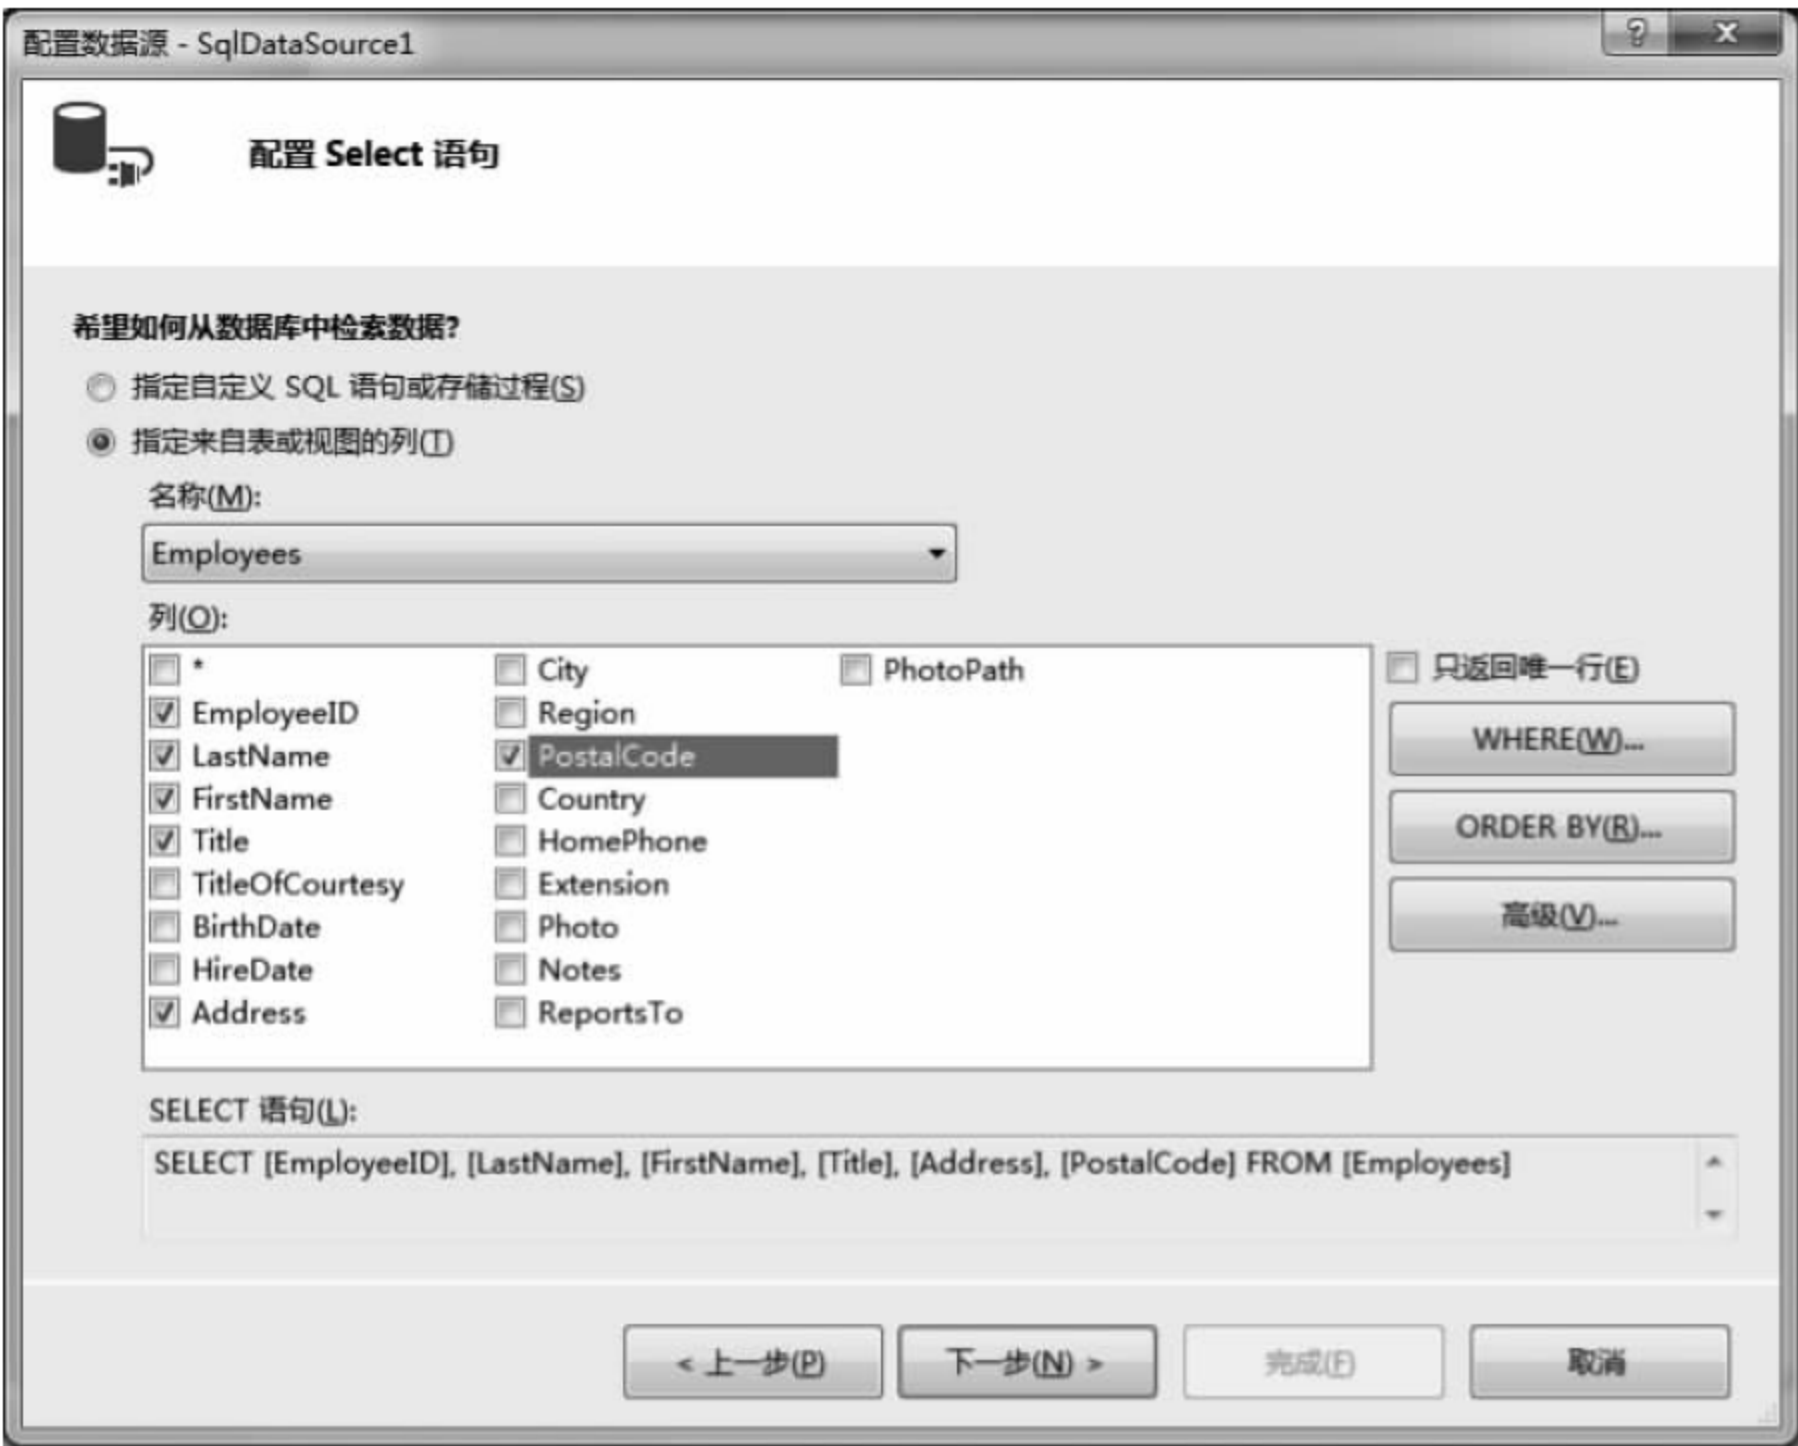 配置数据源 - SqlDataSource1
配置 Select 语句
希望如何从数据库中检索数据?
指定自定义 SQL 语句或存储过程(S)
指定来自表或视图的列(T)
名称(M):
Employees
列(O):
* City PhotoPath 只返回唯一行(E)
EmployeeID Region
WHERE(W)...
LastName PostalCode
FirstName Country
ORDER BY(R)...
Title HomePhone
TitleOfCourtesy Extension
高级(V)...
BirthDate Photo
HireDate Notes
Address ReportsTo
SELECT 语句(L):
SELECT [EmployeeID], [LastName], [FirstName], [Title], [Address], [PostalCode] FROM [Employees]
< 上一步(P) 下一步(N) > 完成(F) 取消